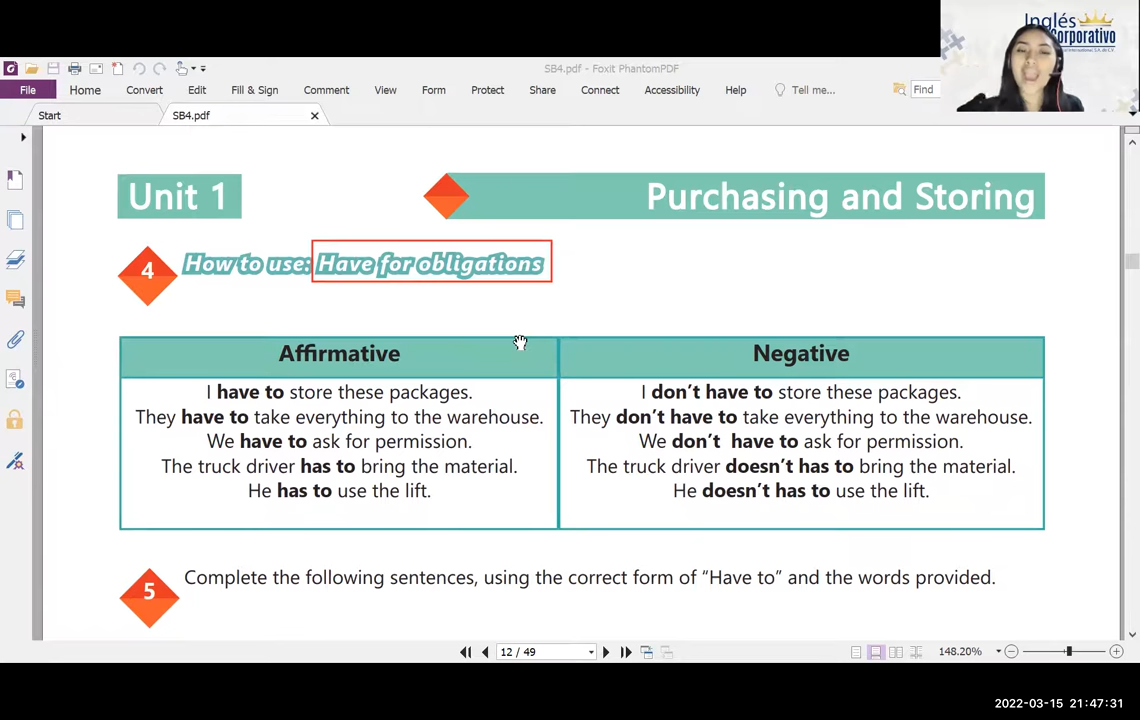 Inglés
Corporativo
SB4.pdf - Foxit PhantomPDF
File Home Convert Edit Fill & Sign Comment View Form Protect Share Connect Accessibility Help Tell me... Find
Start SB4.pdf
Unit 1 Purchasing and Storing
4 How to use: Have for obligations
Affirmative
I have to store these packages.
They have to take everything to the warehouse.
We have to ask for permission.
The truck driver has to bring the material.
He has to use the lift.
Negative
I don't have to store these packages.
They don't have to take everything to the warehouse.
We don't have to ask for permission.
The truck driver doesn't has to bring the material.
He doesn't has to use the lift.
5 Complete the following sentences, using the correct form of “Have to” and the words provided.
12 / 49 148.20%
2022-03-15 21:47:31